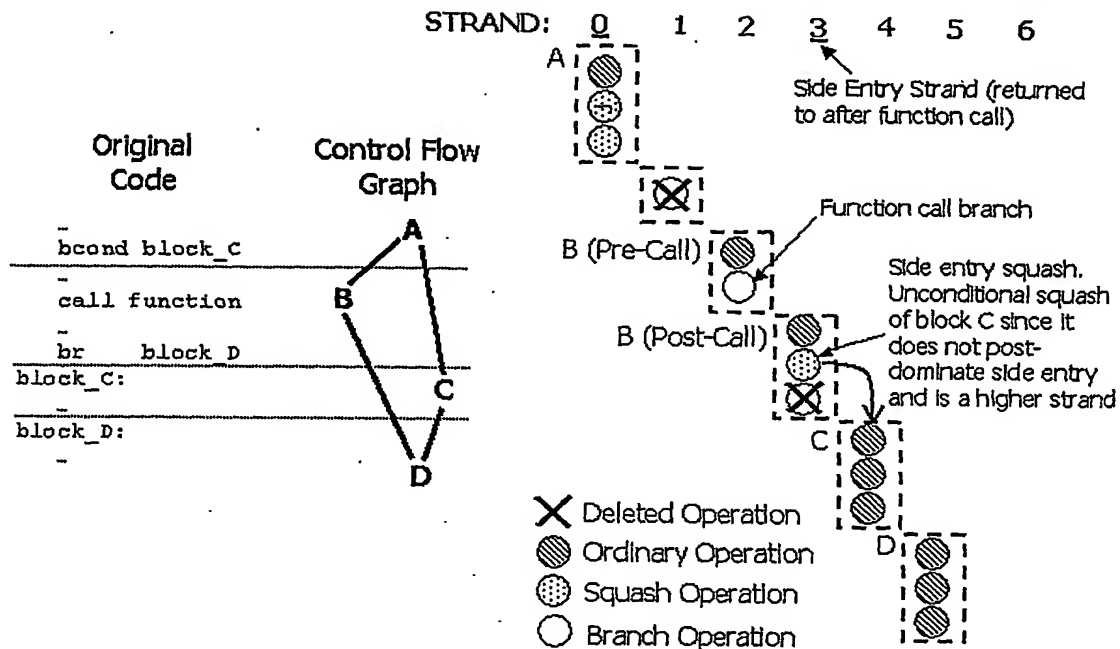 STRAND: 0 1 2 3 4 5 6
A
Side Entry Strand (returned
to after function call)
Original
Code
Control Flow
Graph
bcond block_C
call function
br block_D
block_C:
block_D:
A
B
C
D
Function call branch
B (Pre-Call)
Side entry squash.
Unconditional squash
of block C since it
does not post-
dominate side entry
and is a higher strand
B (Post-Call)
C
D
Deleted Operation
Ordinary Operation
Squash Operation
Branch Operation